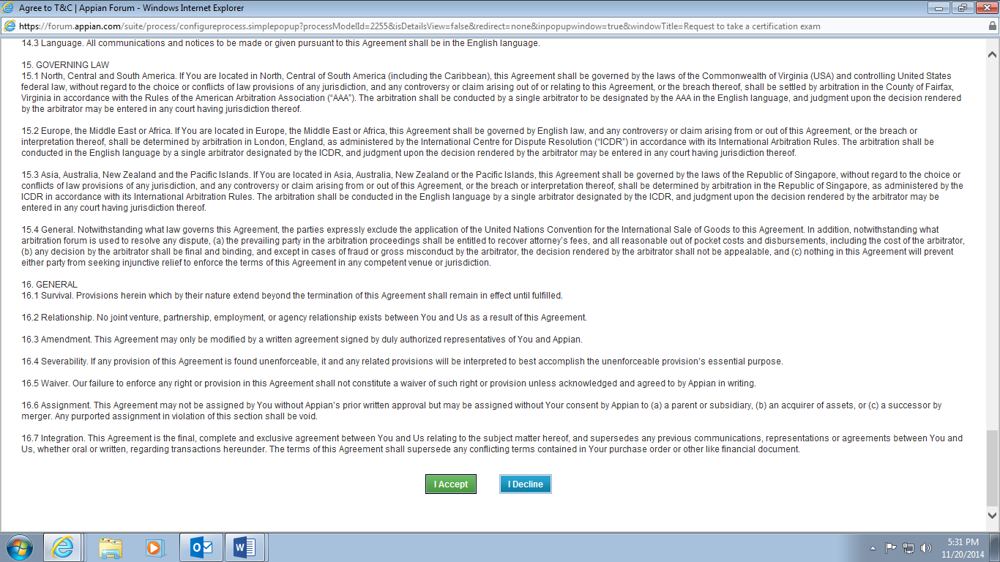 Agree to T&C | Appian Forum - Windows Internet Explorer
https://forum.appian.com/suite/process/configureprocess.simplepopup?processModelId=2255&isDetailsView=false&redirect=none&inpopupwindow=true&windowTitle=Request to take a certification exam
14.3 Language. All communications and notices to be made or given pursuant to this Agreement shall be in the English language.
15. GOVERNING LAW
15.1 North, Central and South America. If You are located in North, Central of South America (including the Caribbean), this Agreement shall be governed by the laws of the Commonwealth of Virginia (USA) and controlling United States
federal law, without regard to the choice or conflicts of law provisions of any jurisdiction, and any controversy or claim arising out of or relating to this Agreement, or the breach thereof, shall be settled by arbitration in the County of Fairfax,
Virginia in accordance with the Rules of the American Arbitration Association (“AAA”). The arbitration shall be conducted by a single arbitrator to be designated by the AAA in the English language, and judgment upon the decision rendered
by the arbitrator may be entered in any court having jurisdiction thereof.
15.2 Europe, the Middle East or Africa. If You are located in Europe, the Middle East or Africa, this Agreement shall be governed by English law, and any controversy or claim arising from or out of this Agreement, or the breach or
interpretation thereof, shall be determined by arbitration in London, England, as administered by the International Centre for Dispute Resolution (“ICDR”) in accordance with its International Arbitration Rules. The arbitration shall be
conducted in the English language by a single arbitrator designated by the ICDR, and judgment upon the decision rendered by the arbitrator may be entered in any court having jurisdiction thereof.
15.3 Asia, Australia, New Zealand and the Pacific Islands. If You are located in Asia, Australia, New Zealand or the Pacific Islands, this Agreement shall be governed by the laws of the Republic of Singapore, without regard to the choice or
conflicts of law provisions of any jurisdiction, and any controversy or claim arising from or out of this Agreement, or the breach or interpretation thereof, shall be determined by arbitration in the Republic of Singapore, as administered by the
ICDR in accordance with its International Arbitration Rules. The arbitration shall be conducted in the English language by a single arbitrator designated by the ICDR, and judgment upon the decision rendered by the arbitrator may be
entered in any court having jurisdiction thereof.
15.4 General. Notwithstanding what law governs this Agreement, the parties expressly exclude the application of the United Nations Convention for the International Sale of Goods to this Agreement. In addition, notwithstanding what
arbitration forum is used to resolve any dispute, (a) the prevailing party in the arbitration proceedings shall be entitled to recover attorney’s fees, and all reasonable out of pocket costs and disbursements, including the cost of the arbitrator,
(b) any decision by the arbitrator shall be final and binding, and except in cases of fraud or gross misconduct by the arbitrator, the decision rendered by the arbitrator shall not be appealable, and (c) nothing in this Agreement will prevent
either party from seeking injunctive relief to enforce the terms of this Agreement in any competent venue or jurisdiction.
16. GENERAL
16.1 Survival. Provisions herein which by their nature extend beyond the termination of this Agreement shall remain in effect until fulfilled.
16.2 Relationship. No joint venture, partnership, employment, or agency relationship exists between You and Us as a result of this Agreement.
16.3 Amendment. This Agreement may only be modified by a written agreement signed by duly authorized representatives of You and Appian.
16.4 Severability. If any provision of this Agreement is found unenforceable, it and any related provisions will be interpreted to best accomplish the unenforceable provision’s essential purpose.
16.5 Waiver. Our failure to enforce any right or provision in this Agreement shall not constitute a waiver of such right or provision unless acknowledged and agreed to by Appian in writing.
16.6 Assignment. This Agreement may not be assigned by You without Appian’s prior written approval but may be assigned without Your consent by Appian to (a) a parent or subsidiary, (b) an acquirer of assets, or (c) a successor by
merger. Any purported assignment in violation of this section shall be void.
16.7 Integration. This Agreement is the final, complete and exclusive agreement between You and Us relating to the subject matter hereof, and supersedes any previous communications, representations or agreements between You and
Us, whether oral or written, regarding transactions hereunder. The terms of this Agreement shall supersede any conflicting terms contained in Your purchase order or other like financial document.
I Accept
I Decline
5:31 PM
11/20/2014